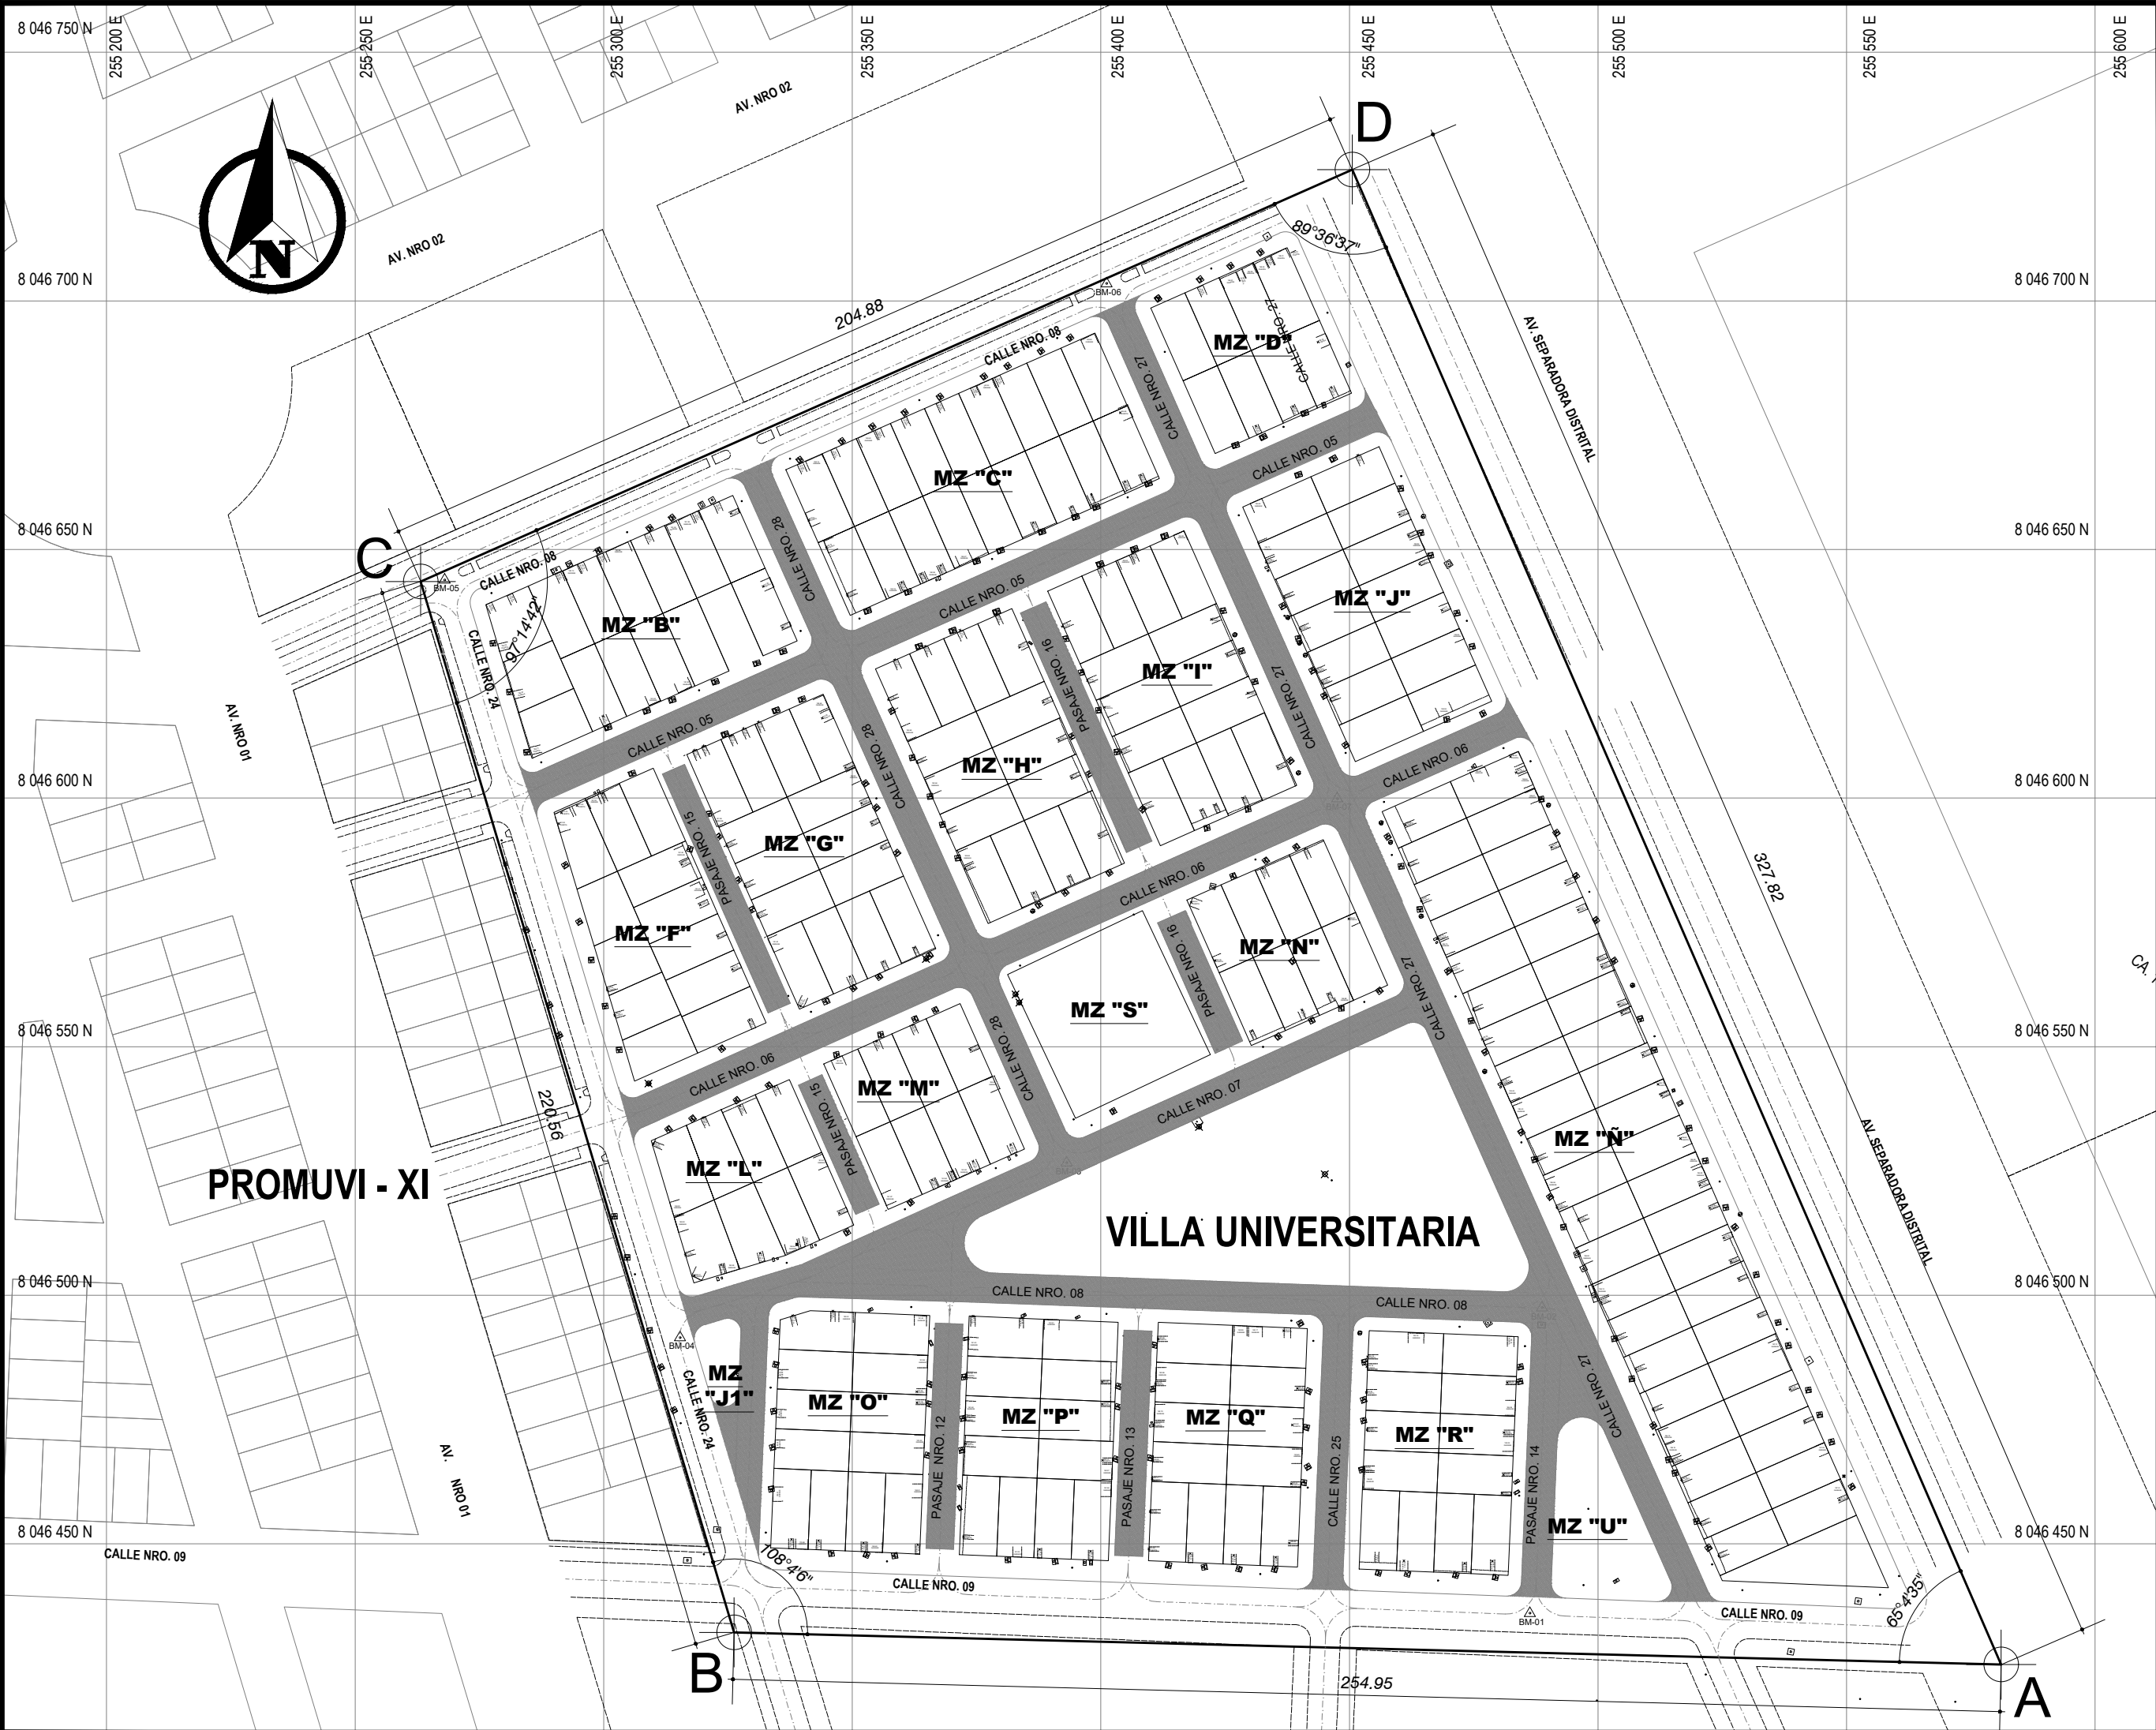 8 046 750 N
255 200 E
255 250 E
255 300 E
255 350 E
255 400 E
255 450 E
255 500 E
255 550 E
255 600 E
AV. NRO 02
D
AV. NRO 02
N
89°36'37"
8 046 700 N
8 046 700 N
BM-06
204.88
CALLE NRO. 27
MZ "D"
CALLE NRO. 08
AV. SEPARADORA DISTRITAL
CALLE NRO. 27
CALLE NRO. 05
MZ "C"
8 046 650 N
8 046 650 N
C
CALLE NRO. 28
CALLE NRO. 08
BM-05
CALLE NRO. 05
MZ "J"
97°14'42"
MZ "B"
CALLE NRO. 24
PASAJE NRO. 16
MZ "I"
CALLE NRO. 27
AV. NRO 01
CALLE NRO. 05
CALLE NRO. 28
MZ "H"
CALLE NRO. 06
8 046 600 N
8 046 600 N
MZ "G"
PASAJE NRO. 15
327.82
CALLE NRO. 06
MZ "F"
PASAJE NRO. 16
MZ "N"
CA.
CALLE NRO. 27
MZ "S"
8 046 550 N
8 046 550 N
CALLE NRO. 28
CALLE NRO. 06
MZ "M"
CALLE NRO. 07
220.56
PASAJE NRO. 15
MZ "Ñ"
MZ "L"
PROMUVI - XI
AV. SEPARADORA DISTRITAL
VILLA UNIVERSITARIA
8 046 500 N
8 046 500 N
CALLE NRO. 08
CALLE NRO. 08
BM-04
MZ
"J1"
CALLE NRO. 27
MZ "O"
MZ "P"
MZ "Q"
MZ "R"
CALLE NRO. 24
PASAJE NRO. 12
PASAJE NRO. 13
CALLE NRO. 25
PASAJE NRO. 14
AV. NRO 01
MZ "U"
8 046 450 N
8 046 450 N
CALLE NRO. 09
108°4'6"
CALLE NRO. 09
65°4'35"
BM-01
CALLE NRO. 09
B
254.95
A